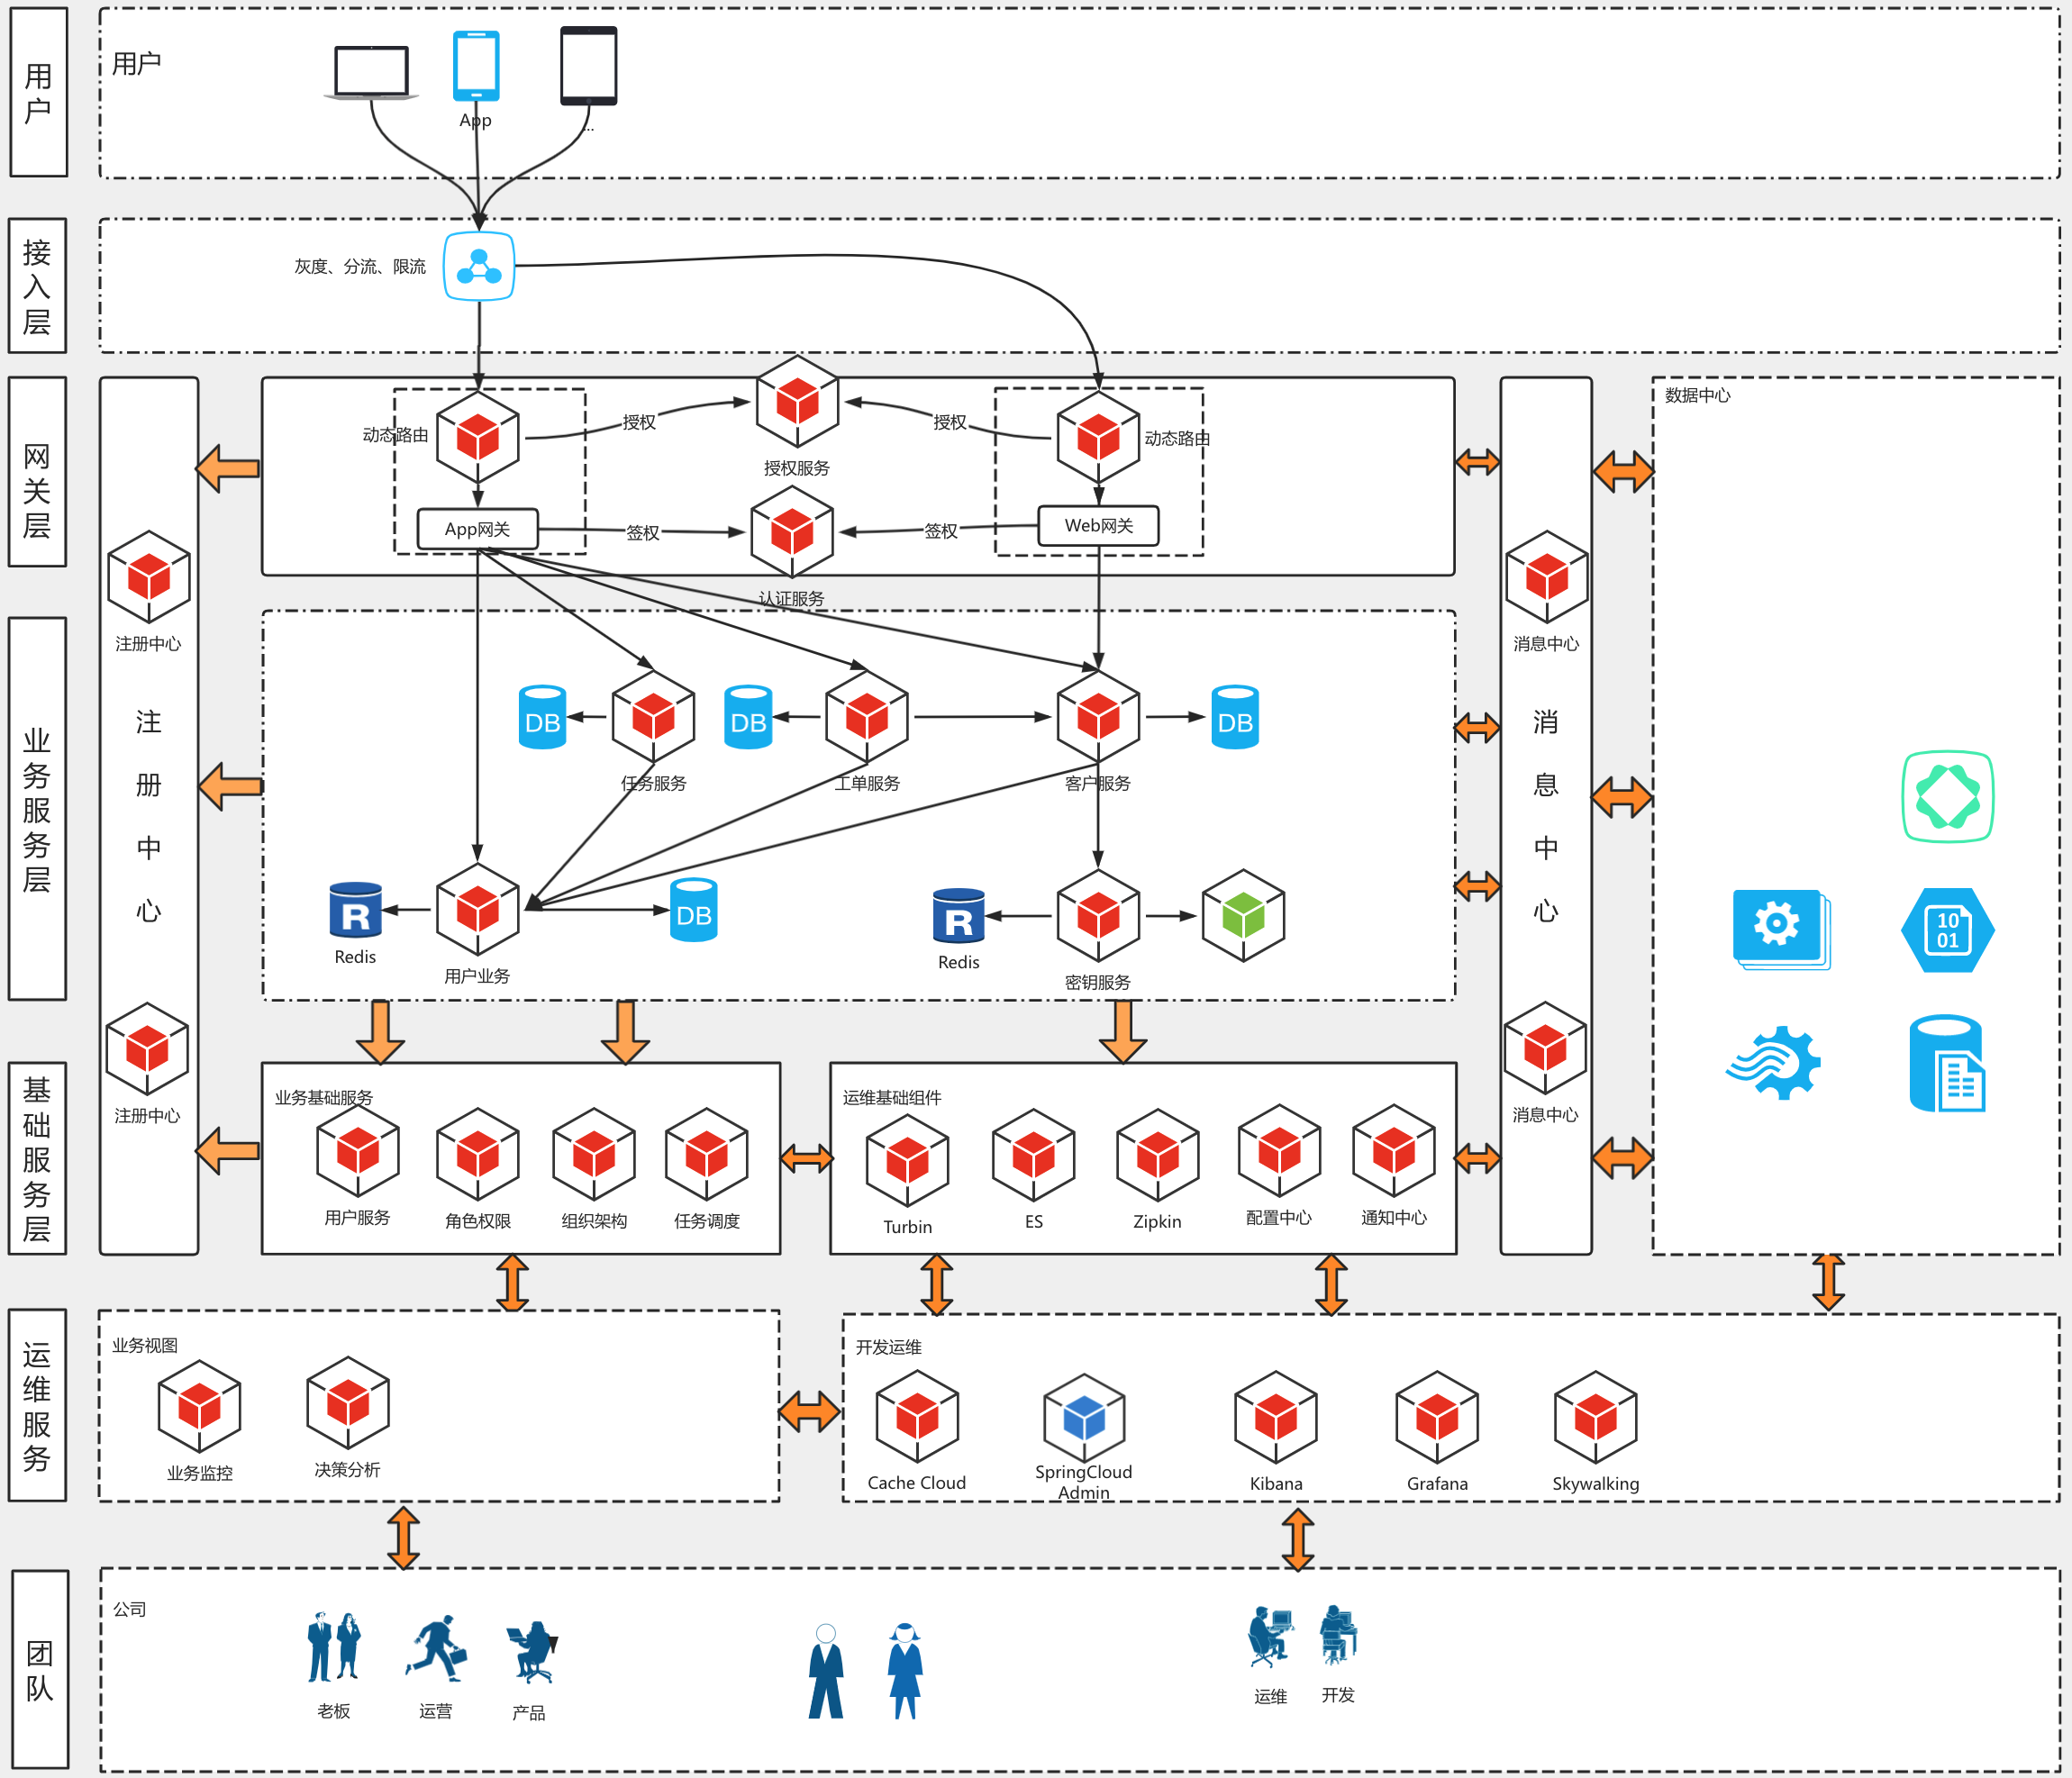 用户
用户
App
...
接入层
灰度、分流、限流
网关层
动态路由
授权
授权
动态路由
数据中心
授权服务
App网关
签权
签权
Web网关
认证服务
注册中心
消息中心
业务服务层
注册中心
消息中心
DB
DB
DB
任务服务
工单服务
客户服务
R
DB
R
Redis
用户业务
Redis
密钥服务
10
01
基础服务层
业务基础服务
运维基础组件
注册中心
消息中心
用户服务
角色权限
组织架构
任务调度
Turbin
ES
Zipkin
配置中心
通知中心
运维服务
业务视图
开发运维
业务监控
决策分析
Cache Cloud
SpringCloud
Admin
Kibana
Grafana
Skywalking
团队
公司
老板
运营
产品
运维
开发